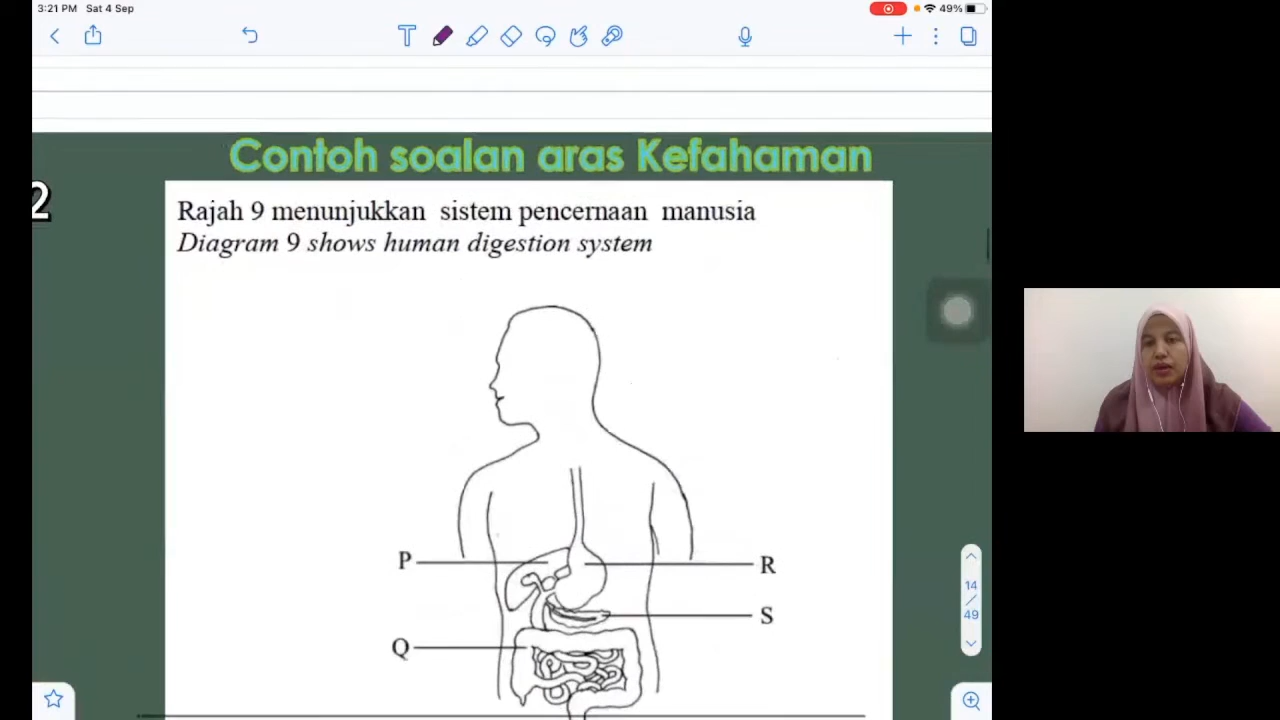 3:21 PM Sat 4 Sep
49%
Contoh soalan aras Kefahaman
2
Rajah 9 menunjukkan sistem pencernaan manusia
Diagram 9 shows human digestion system
P
R
S
Q
14
/
49